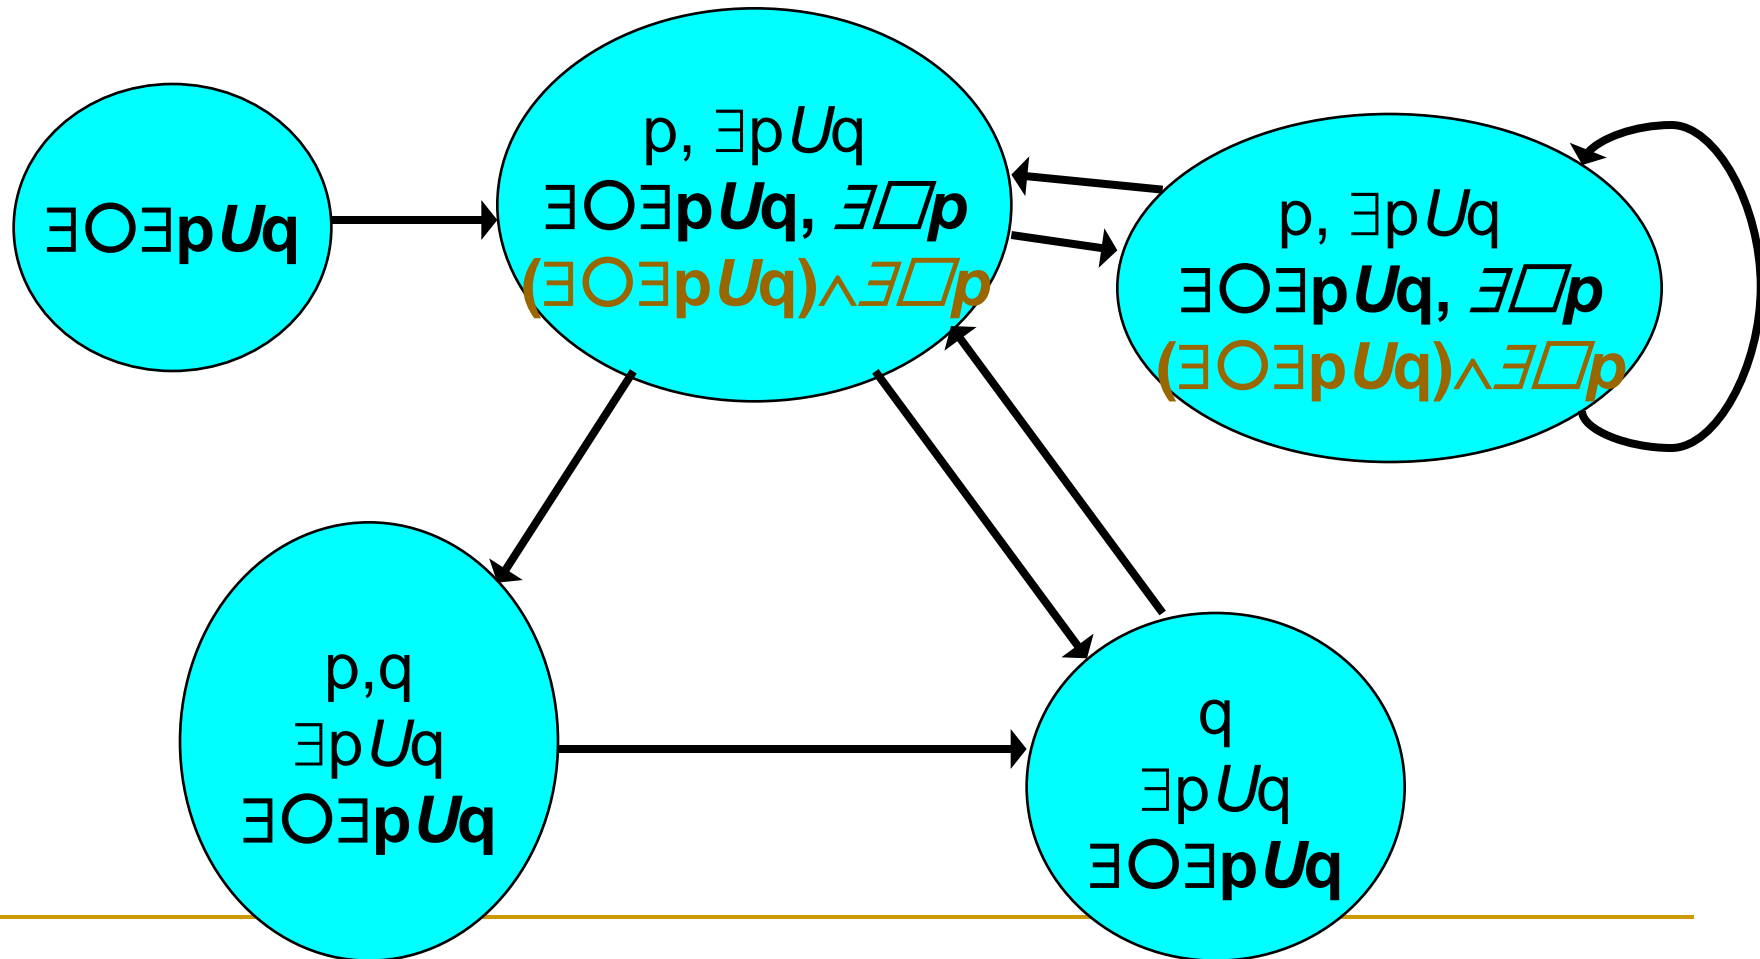 ∃○∃pUq
p, ∃pUq
∃○∃pUq, ∃□p
(∃○∃pUq)∧∃□p
p, ∃pUq
∃○∃pUq, ∃□p
(∃○∃pUq)∧∃□p
p,q
∃pUq
∃○∃pUq
q
∃pUq
∃○∃pUq